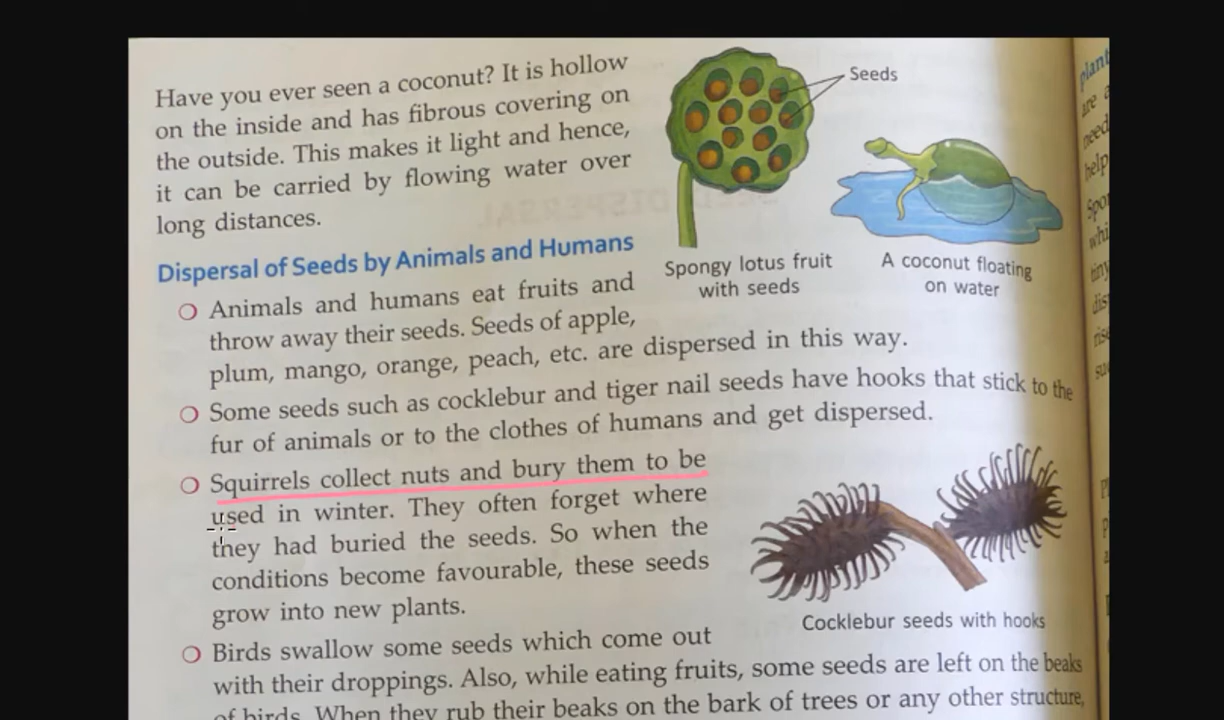 Have you ever seen a coconut? It is hollow
on the inside and has fibrous covering on
the outside. This makes it light and hence,
it can be carried by flowing water over
long distances.
Seeds
Spongy lotus fruit
with seeds
A coconut floating
on water
Dispersal of Seeds by Animals and Humans
Animals and humans eat fruits and
throw away their seeds. Seeds of apple,
plum, mango, orange, peach, etc. are dispersed in this way.
Some seeds such as cocklebur and tiger nail seeds have hooks that stick to the
fur of animals or to the clothes of humans and get dispersed.
Squirrels collect nuts and bury them to be
used in winter. They often forget where
they had buried the seeds. So when the
conditions become favourable, these seeds
grow into new plants.
Cocklebur seeds with hooks
Birds swallow some seeds which come out
with their droppings. Also, while eating fruits, some seeds are left on the beaks
of birds. When they rub their beaks on the bark of trees or any other structure,
plant
are
need
help